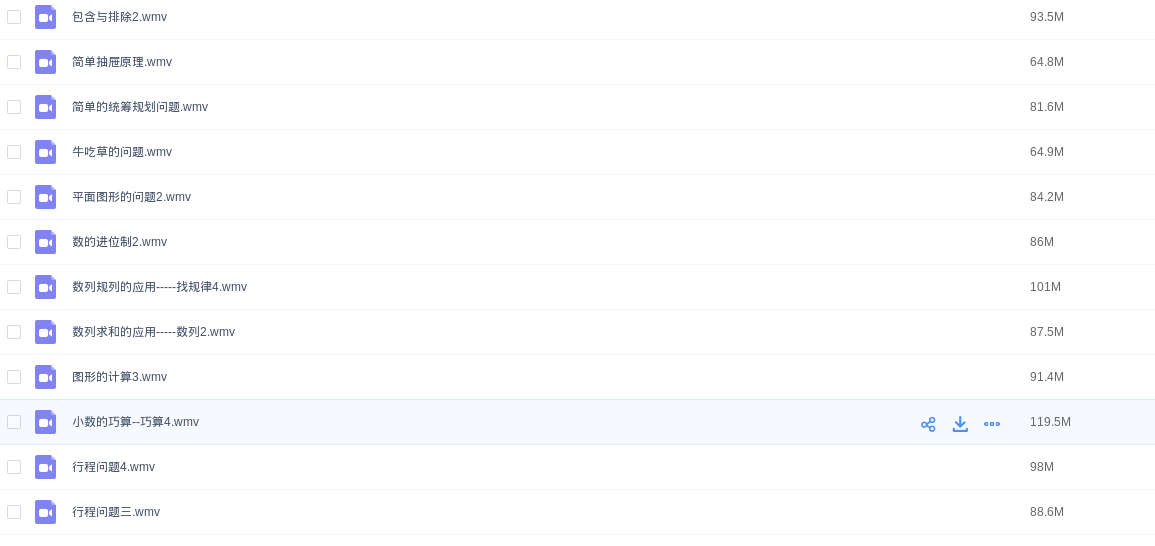 包含与排除2.wmv 93.5M
简单抽屉原理.wmv 64.8M
简单的统筹规划问题.wmv 81.6M
牛吃草的问题.wmv 64.9M
平面图形的问题2.wmv 84.2M
数的进位制2.wmv 86M
数列规列的应用-----找规律4.wmv 101M
数列求和的应用-----数列2.wmv 87.5M
图形的计算3.wmv 91.4M
小数的巧算--巧算4.wmv 119.5M
行程问题4.wmv 98M
行程问题三.wmv 88.6M